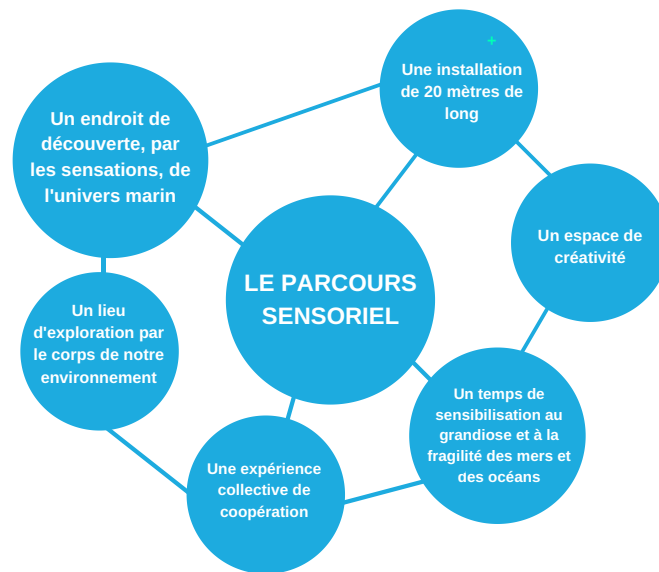 +
Une installation
de 20 mètres de
long
Un endroit de
découverte, par
les sensations, de
l'univers marin
Un espace de
créativité
LE PARCOURS
SENSORIEL
Un lieu
d'exploration par
le corps de notre
environnement
Un temps de
sensibilisation au
grandiose et à la
fragilité des mers et
des océans
Une expérience
collective de
coopération